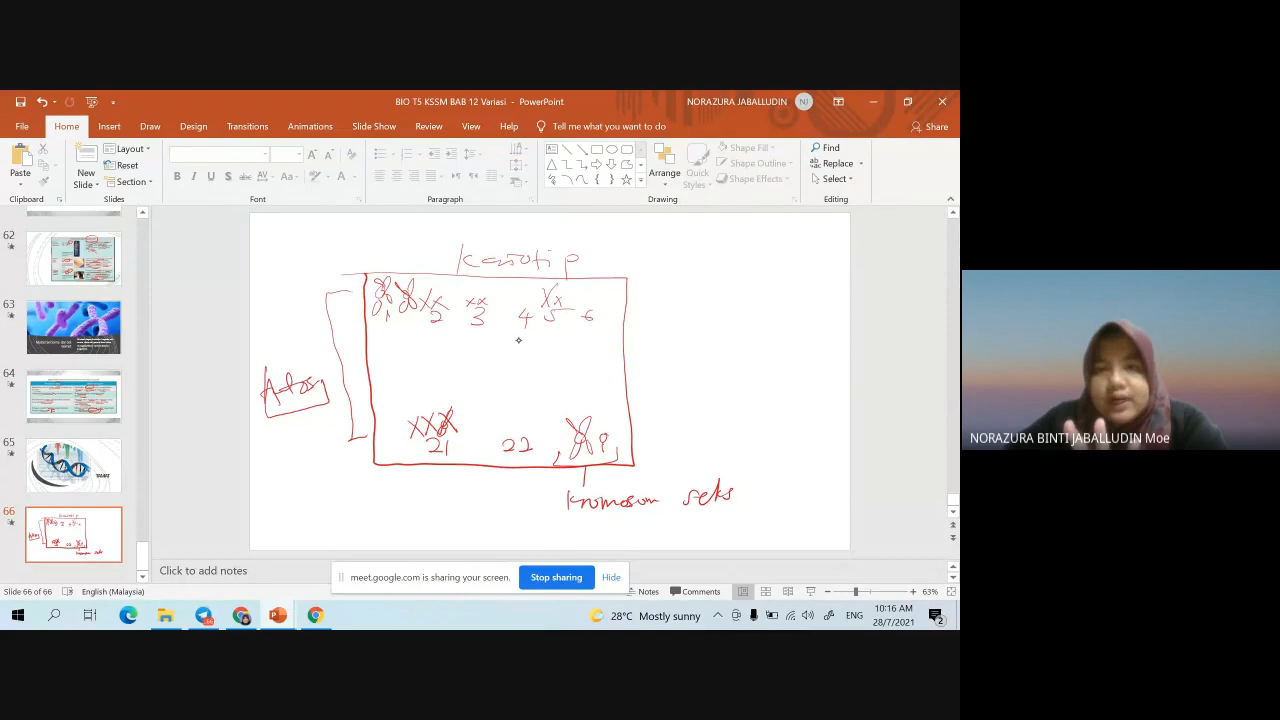 BIO T5 KSSM BAB 12 Variasi - PowerPoint
NORAZURA JABALLUDIN NJ
File Home Insert Draw Design Transitions Animations Slide Show Review View Help Tell me what you want to do Share
Paste
New Slide
Layout
Reset
Section
Arrange
Quick Styles
Shape Fill
Shape Outline
Shape Effects
Find
Replace
Select
Clipboard Slides Font Paragraph Drawing Editing
62
63
64
65
TAMAT
66
Kariotip
1 2 3 4 5 6
Autos
21 22
Kromosom seks
NORAZURA BINTI JABALLUDIN Moe
Click to add notes
meet.google.com is sharing your screen. Stop sharing Hide
Slide 66 of 66 English (Malaysia) Notes Comments 63%
28°C Mostly sunny ENG 10:16 AM
28/7/2021 2